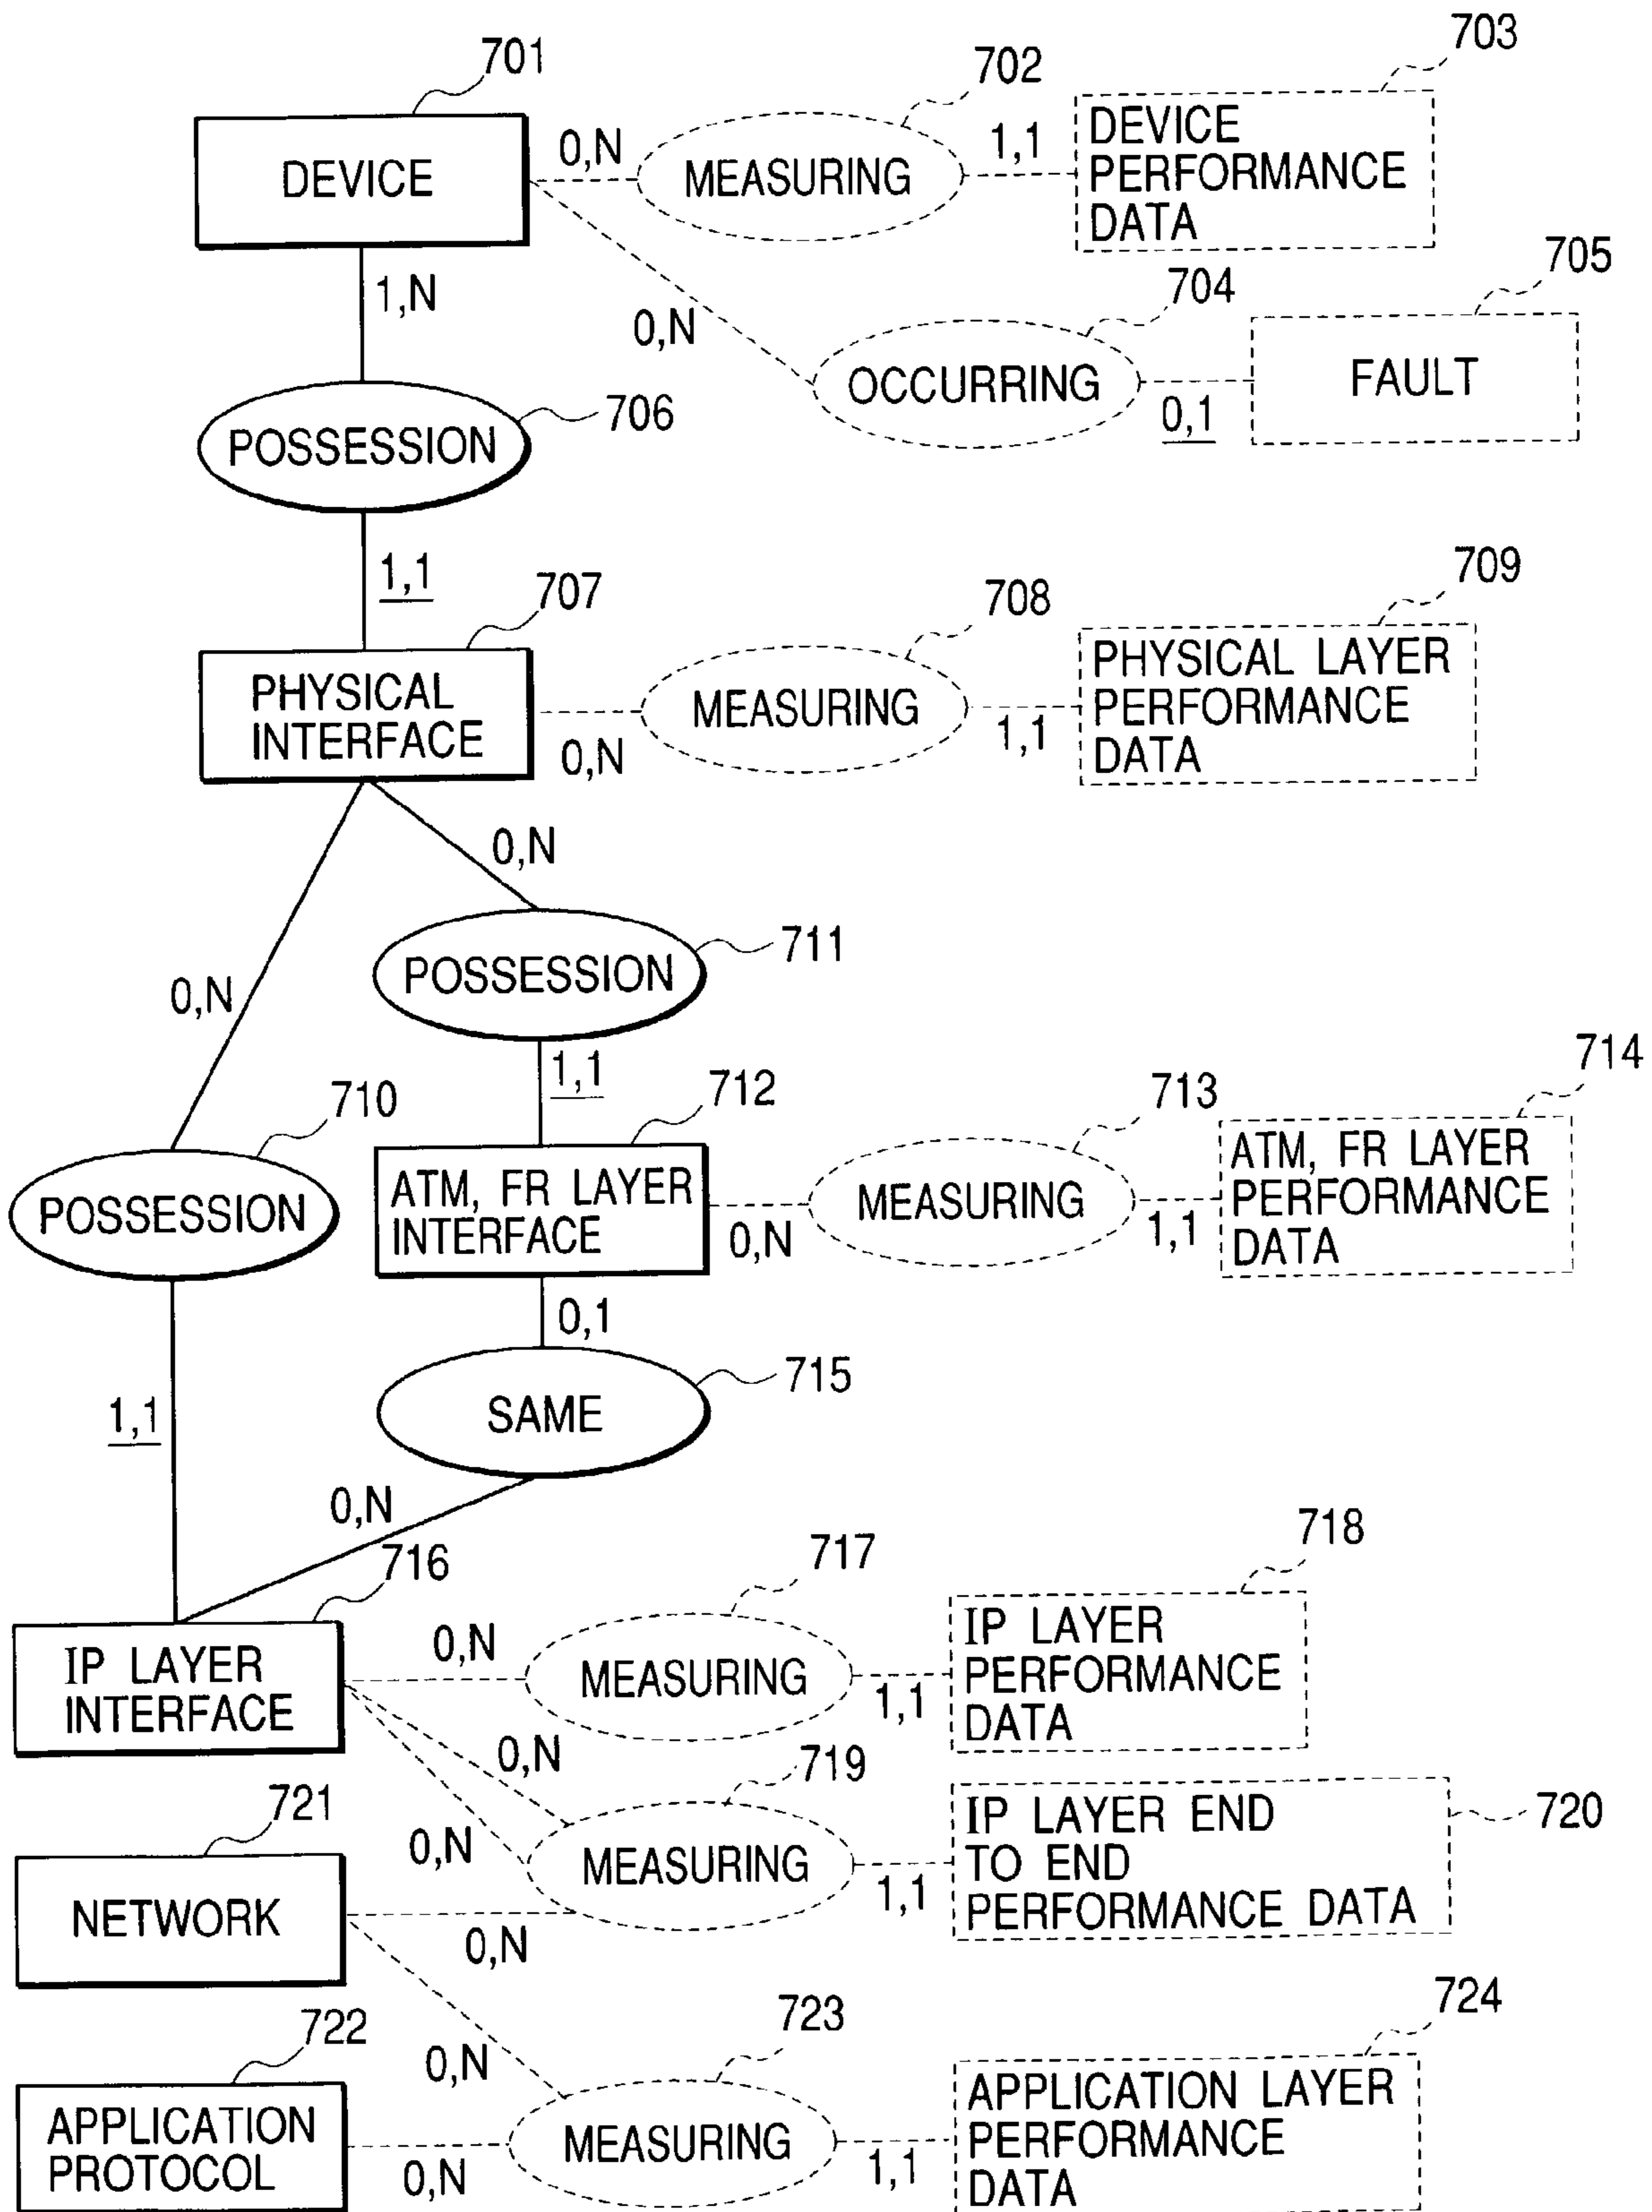 701
702
703
DEVICE
0,N
MEASURING
1,1
DEVICE
PERFORMANCE
DATA
1,N
0,N
704
705
OCCURRING
0,1
FAULT
POSSESSION
706
1,1
707
708
709
PHYSICAL
INTERFACE
0,N
MEASURING
1,1
PHYSICAL LAYER
PERFORMANCE
DATA
0,N
0,N
POSSESSION
711
710
POSSESSION
1,1
712
713
714
ATM, FR LAYER
INTERFACE
0,N
MEASURING
1,1
ATM, FR LAYER
PERFORMANCE
DATA
0,1
SAME
715
1,1
0,N
716
717
718
IP LAYER
INTERFACE
0,N
MEASURING
1,1
IP LAYER
PERFORMANCE
DATA
0,N
0,N
719
MEASURING
1,1
IP LAYER END
TO END
PERFORMANCE DATA
720
721
NETWORK
0,N
0,N
722
723
724
APPLICATION
PROTOCOL
0,N
MEASURING
1,1
APPLICATION LAYER
PERFORMANCE
DATA